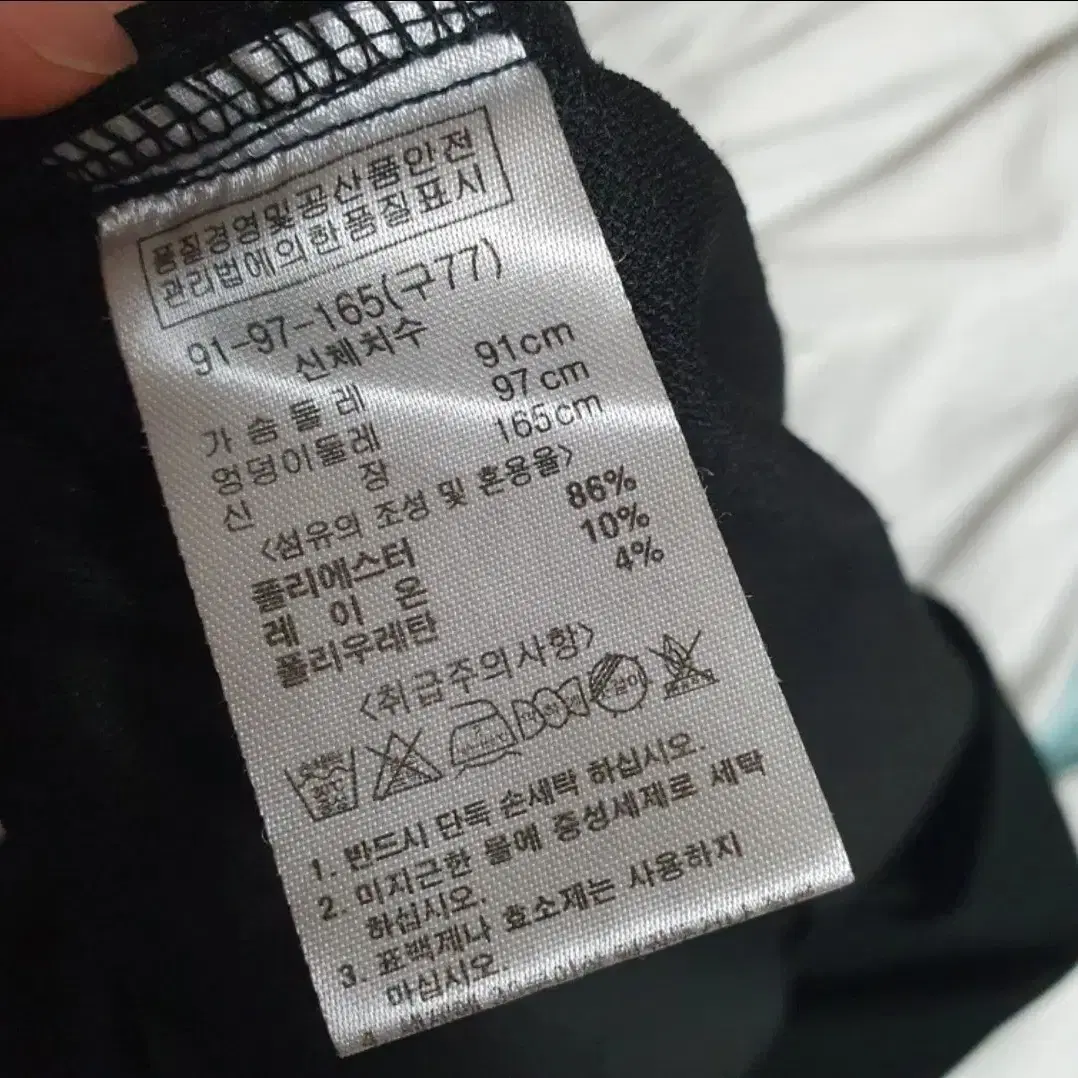 품질경영및공산품안전
관리법에의한품질표시
91-97-165(구77)
신체치수
가 슴 둘 레 91cm
엉덩이둘레 97cm
신 장 165cm
<섬유의 조성 및 혼용율>
폴리에스터 86%
레 이 온 10%
폴리우레탄 4%
<취급주의사항>
1. 반드시 단독 손세탁 하십시오.
2. 미지근한 물에 중성세제로 세탁
하십시오.
3. 표백제나 효소제는 사용하지
마십시오.